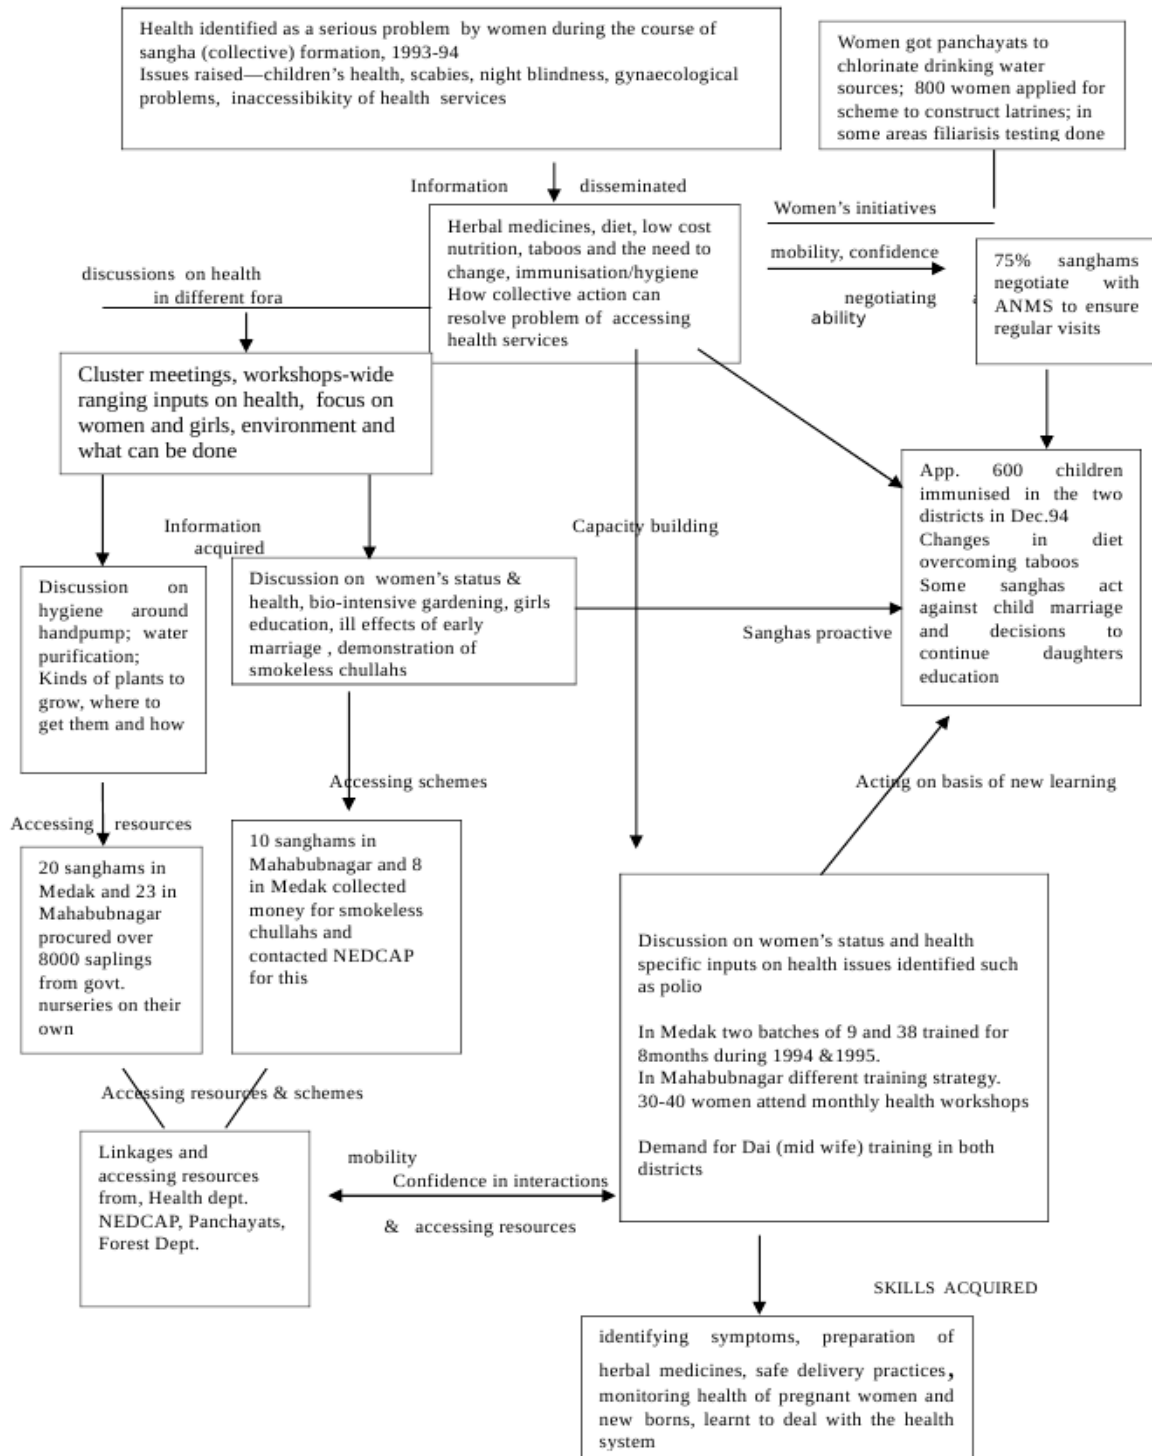 Health identified as a serious problem by women during the course of
sangha (collective) formation, 1993-94
Issues raised—children's health, scabies, night blindness, gynaecological
problems, inaccessibikity of health services
Women got panchayats to
chlorinate drinking water
sources; 800 women applied for
scheme to construct latrines; in
some areas filiarisis testing done
Information disseminated
Women's initiatives
Herbal medicines, diet, low cost
nutrition, taboos and the need to
change, immunisation/hygiene
How collective action can
resolve problem of accessing
health services
mobility, confidence
negotiating
ability
75% sanghams
negotiate with
ANMS to ensure
regular visits
discussions on health
in different fora
Cluster meetings, workshops-wide
ranging inputs on health, focus on
women and girls, environment and
what can be done
App. 600 children
immunised in the two
districts in Dec.94
Changes in diet
overcoming taboos
Some sanghas act
against child marriage
and decisions to
continue daughters
education
Information
acquired
Capacity building
Discussion on
hygiene around
handpump; water
purification;
Kinds of plants to
grow, where to
get them and how
Discussion on women's status &
health, bio-intensive gardening, girls
education, ill effects of early
marriage , demonstration of
smokeless chullahs
Sanghas proactive
Accessing schemes
Acting on basis of new learning
Accessing resources
20 sanghams in
Medak and 23 in
Mahabubnagar
procured over
8000 saplings
from govt.
nurseries on their
own
10 sanghams in
Mahabubnagar and 8
in Medak collected
money for smokeless
chullahs and
contacted NEDCAP
for this
Discussion on women's status and health
specific inputs on health issues identified such
as polio
In Medak two batches of 9 and 38 trained for
8months during 1994 &1995.
In Mahabubnagar different training strategy.
30-40 women attend monthly health workshops
Demand for Dai (mid wife) training in both
districts
Accessing resources & schemes
Linkages and
accessing resources
from, Health dept.
NEDCAP, Panchayats,
Forest Dept.
mobility
Confidence in interactions
& accessing resources
SKILLS ACQUIRED
identifying symptoms, preparation of
herbal medicines, safe delivery practices,
monitoring health of pregnant women and
new borns, learnt to deal with the health
system